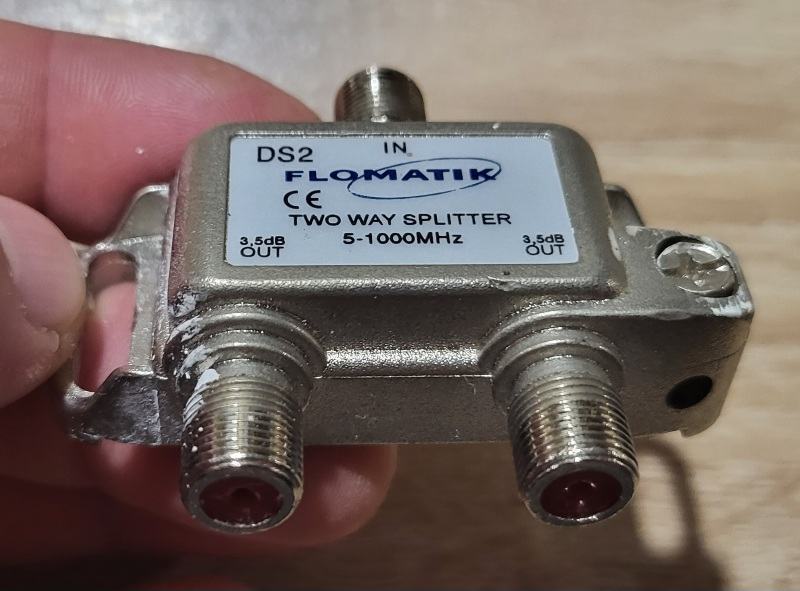 IN
DS2
FLOMATIK
CE
TWO WAY SPLITTER
5-1000MHz
3,5dB
OUT
3,5dB
OUT